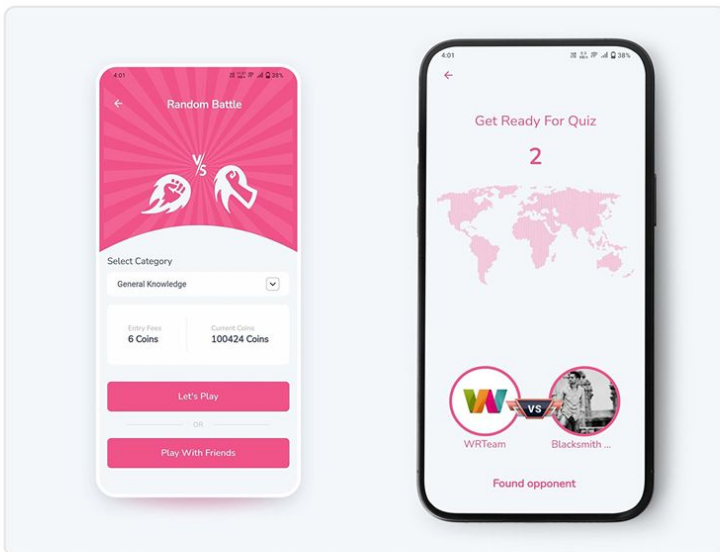 4:01
38%
Random Battle
VS
Select Category
General Knowledge
Entry Fees
Current Coins
6 Coins
100424 Coins
Let's Play
OR
Play With Friends
4:01
38%
Get Ready For Quiz
2
VS
WRTeam
Blacksmith ...
Found opponent